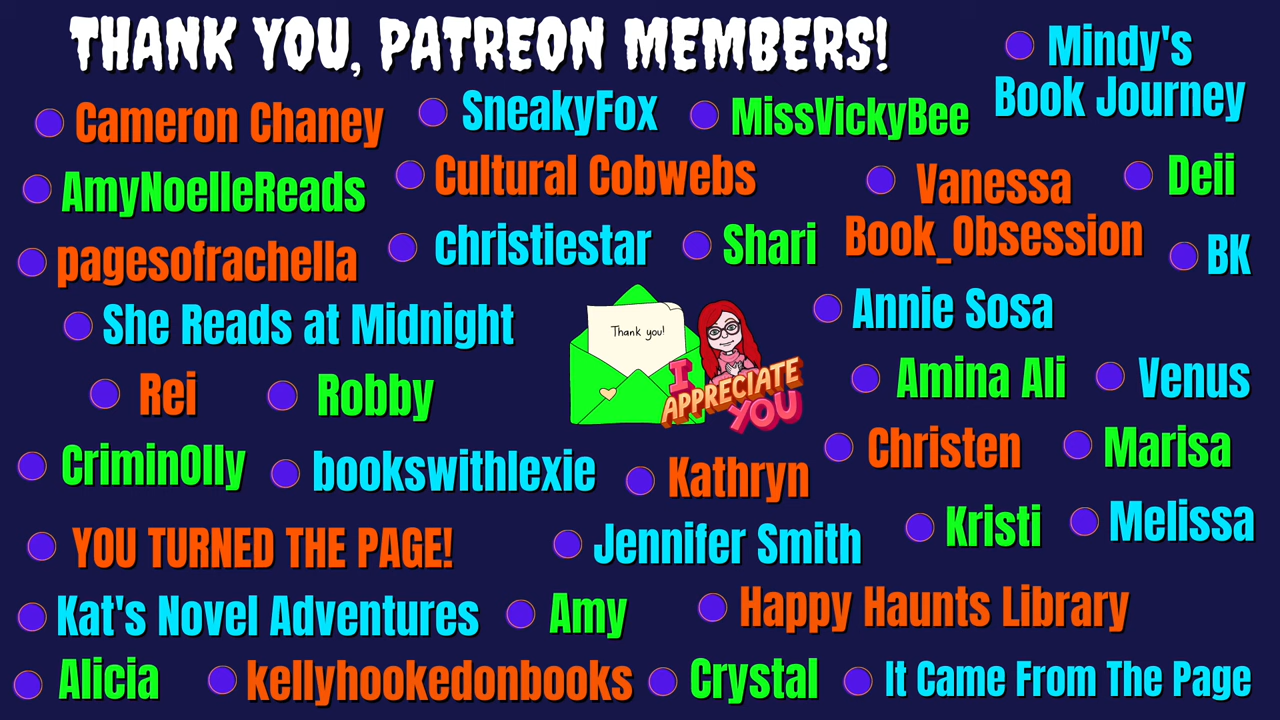 THANK YOU, PATREON MEMBERS!
Mindy's
Book Journey
Cameron Chaney
SneakyFox
MissVickyBee
AmyNoelleReads
Cultural Cobwebs
Vanessa
Book_Obsession
Deii
pagesofrachella
christiestar
Shari
BK
She Reads at Midnight
Thank you!
I
APPRECIATE
YOU
Annie Sosa
Rei
Robby
Amina Ali
Venus
CriminOlly
bookswithlexie
Kathryn
Christen
Marisa
YOU TURNED THE PAGE!
Jennifer Smith
Kristi
Melissa
Kat's Novel Adventures
Amy
Happy Haunts Library
Alicia
kellyhookedonbooks
Crystal
It Came From The Page